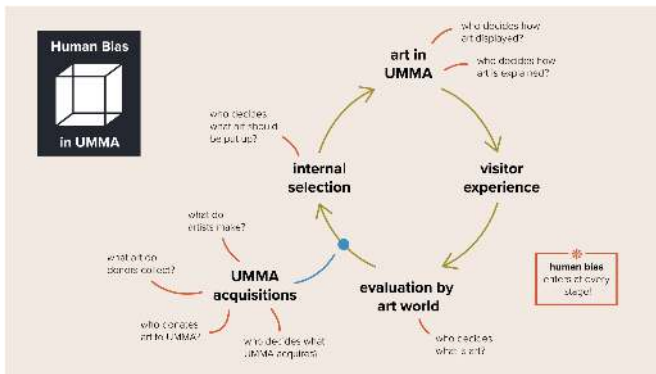 Human Bias
in UMMA
who decides how
art displayed?
art in
UMMA
who decides how
art is explained?
who decides
what art should
be put up?
internal
selection
visitor
experience
what do
artists make?
what art do
donors collect?
UMMA
acquisitions
who donates
art to UMMA?
who decides what
UMMA acquires?
evaluation by
art world
who decides
what is art?
human bias
enters at every
stage!